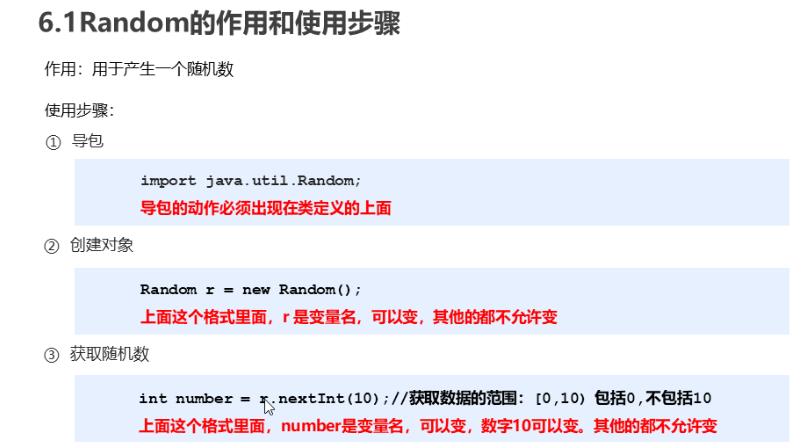 6.1Random的作用和使用步骤
作用：用于产生一个随机数
使用步骤：
① 导包
import java.util.Random;
导包的动作必须出现在类定义的上面
② 创建对象
Random r = new Random();
上面这个格式里面，r 是变量名，可以变，其他的都不允许变
③ 获取随机数
int number = r.nextInt(10);//获取数据的范围：[0,10) 包括0,不包括10
上面这个格式里面，number是变量名，可以变，数字10可以变。其他的都不允许变